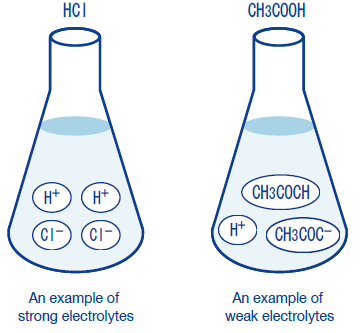 HCl
CH3COOH
H+
H+
Cl−
Cl−
CH3COCH
H+
CH3COC−
An example of
strong electrolytes
An example of
weak electrolytes